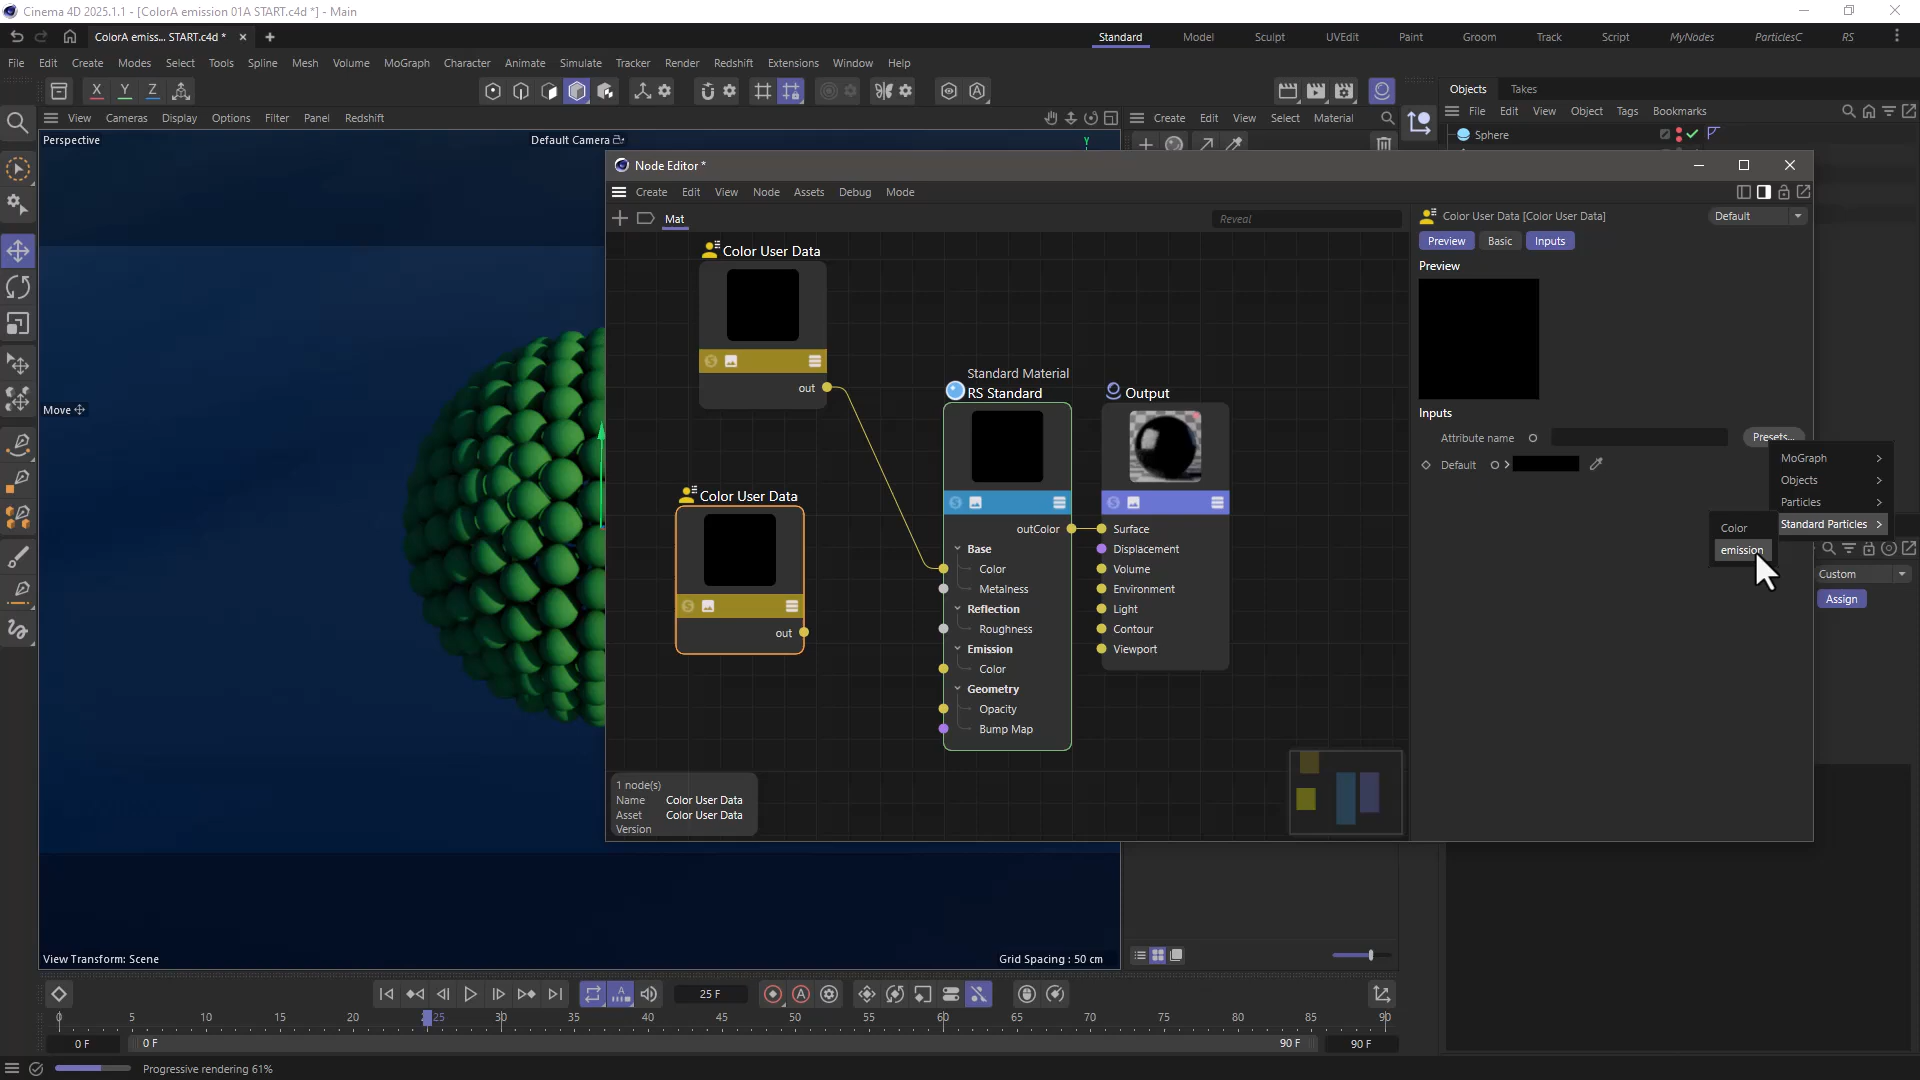 Cinema 4D 2025.1.1 - [ColorA emission 01A START.c4d *] - Main
ColorA emiss... START.c4d *
Standard Model Sculpt UVEdit Paint Groom Track Script MyNodes ParticlesC RS
File Edit Create Modes Select Tools Spline Mesh Volume MoGraph Character Animate Simulate Tracker Render Redshift Extensions Window Help
X Y Z
Objects Takes
File Edit View Object Tags Bookmarks
View Cameras Display Options Filter Panel Redshift
Create Edit View Select Material
Perspective
Default Camera
Y
Sphere
Node Editor *
Create Edit View Node Assets Debug Mode
Mat
Reveal
Color User Data [Color User Data]
Default
Preview Basic Inputs
Preview
Color User Data
out
Inputs
Attribute name
Presets...
Default
MoGraph
Objects
Particles
Standard Particles
Color
emission
Custom
Assign
Move
Standard Material
RS Standard
Output
Color User Data
out
outColor
Base
Color
Metalness
Reflection
Roughness
Emission
Color
Geometry
Opacity
Bump Map
Surface
Displacement
Volume
Environment
Light
Contour
Viewport
1 node(s)
Name Color User Data
Asset Color User Data
Version
View Transform: Scene
Grid Spacing : 50 cm
25 F
0 5 10 15 20 25 30 35 40 45 50 55 60 65 70 75 80 85 90
0 F
0 F
90 F
90 F
Progressive rendering 61%